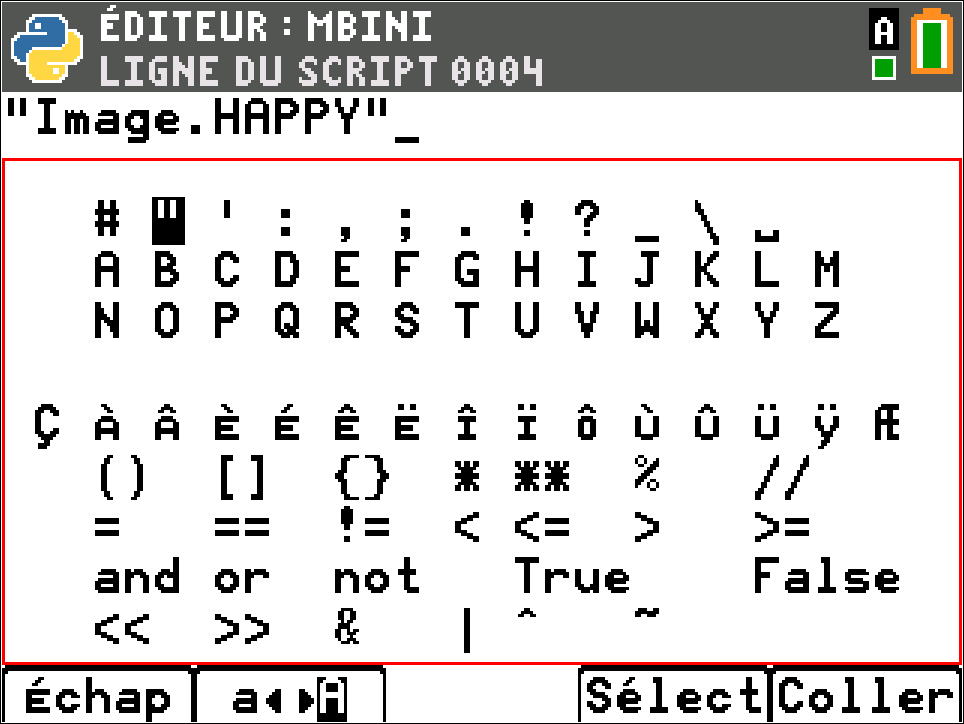 ÉDITEUR : MBINI
A
LIGNE DU SCRIPT 0004
"Image.HAPPY"_
# " ' : , ; . ! ? _ \ ␣
A B C D E F G H I J K L M
N O P Q R S T U V W X Y Z
Ç À Â È É Ê Ë Î Ï Ô Ù Û Ü Ÿ Æ
() [] {} * ** % //
= == != < <= > >=
and or not True False
<< >> & | ^ ~
Échap a◄►A Sélect Coller